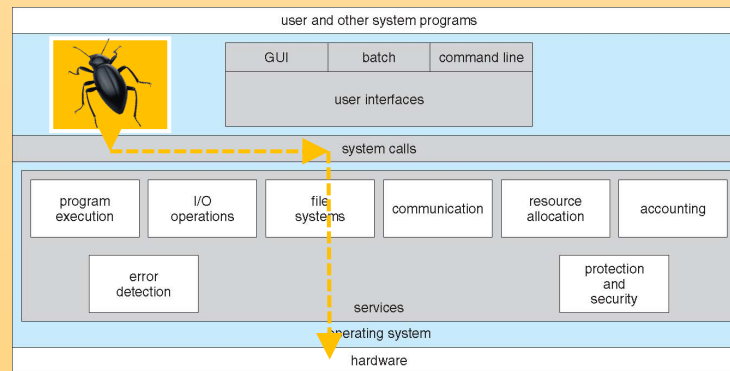 user and other system programs
GUI
batch
command line
user interfaces
system calls
program
execution
I/O
operations
file
systems
communication
resource
allocation
accounting
error
detection
protection
and
security
services
operating system
hardware